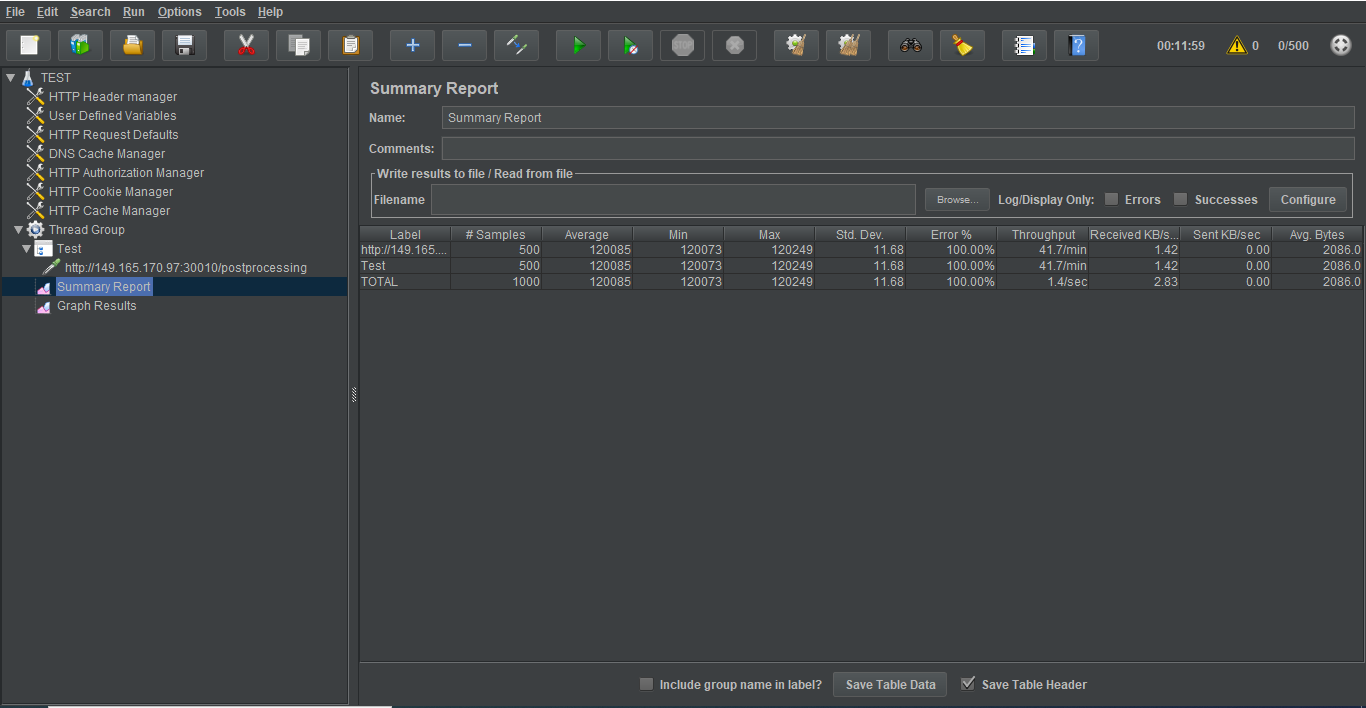 File Edit Search Run Options Tools Help
STOP
00:11:59 0 0/500
TEST
HTTP Header manager
User Defined Variables
HTTP Request Defaults
DNS Cache Manager
HTTP Authorization Manager
HTTP Cookie Manager
HTTP Cache Manager
Thread Group
Test
http://149.165.170.97:30010/postprocessing
Summary Report
Graph Results
Summary Report
Name: Summary Report
Comments:
Write results to file / Read from file
Filename Browse... Log/Display Only: Errors Successes Configure
Label # Samples Average Min Max Std. Dev. Error % Throughput Received KB/s... Sent KB/sec Avg. Bytes
http://149.165.... 500 120085 120073 120249 11.68 100.00% 41.7/min 1.42 0.00 2086.0
Test 500 120085 120073 120249 11.68 100.00% 41.7/min 1.42 0.00 2086.0
TOTAL 1000 120085 120073 120249 11.68 100.00% 1.4/sec 2.83 0.00 2086.0
Include group name in label? Save Table Data Save Table Header